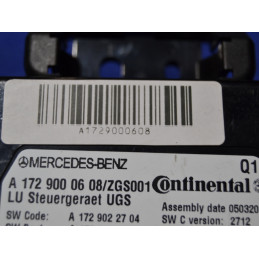 A1729000608
MERCEDES-BENZ Q1
A 172 900 06 08/ZGS001 Continental
LU Steuergeraet UGS Assembly date 050320
SW Code: A 172 902 27 04 SW C version: 2712